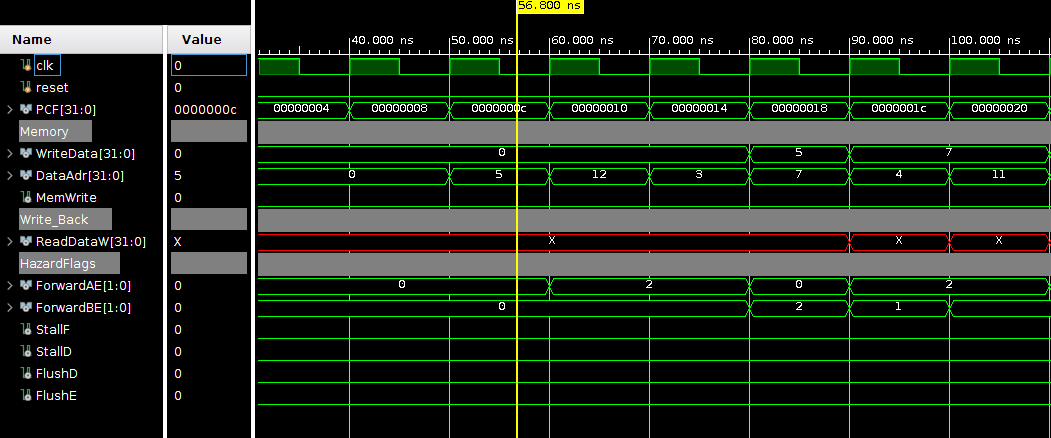 56.800 ns
Name Value
40.000 ns 50.000 ns 60.000 ns 70.000 ns 80.000 ns 90.000 ns 100.000 ns
clk 0
reset 0
PCF[31:0] 0000000c 00000004 00000008 0000000c 00000010 00000014 00000018 0000001c 00000020
Memory
WriteData[31:0] 0 0 5 7
DataAdr[31:0] 5 0 5 12 3 7 4 11
MemWrite 0
Write_Back
ReadDataW[31:0] X X X X
HazardFlags
ForwardAE[1:0] 0 0 2 0 2
ForwardBE[1:0] 0 0 2 1
StallF 0
StallD 0
FlushD 0
FlushE 0